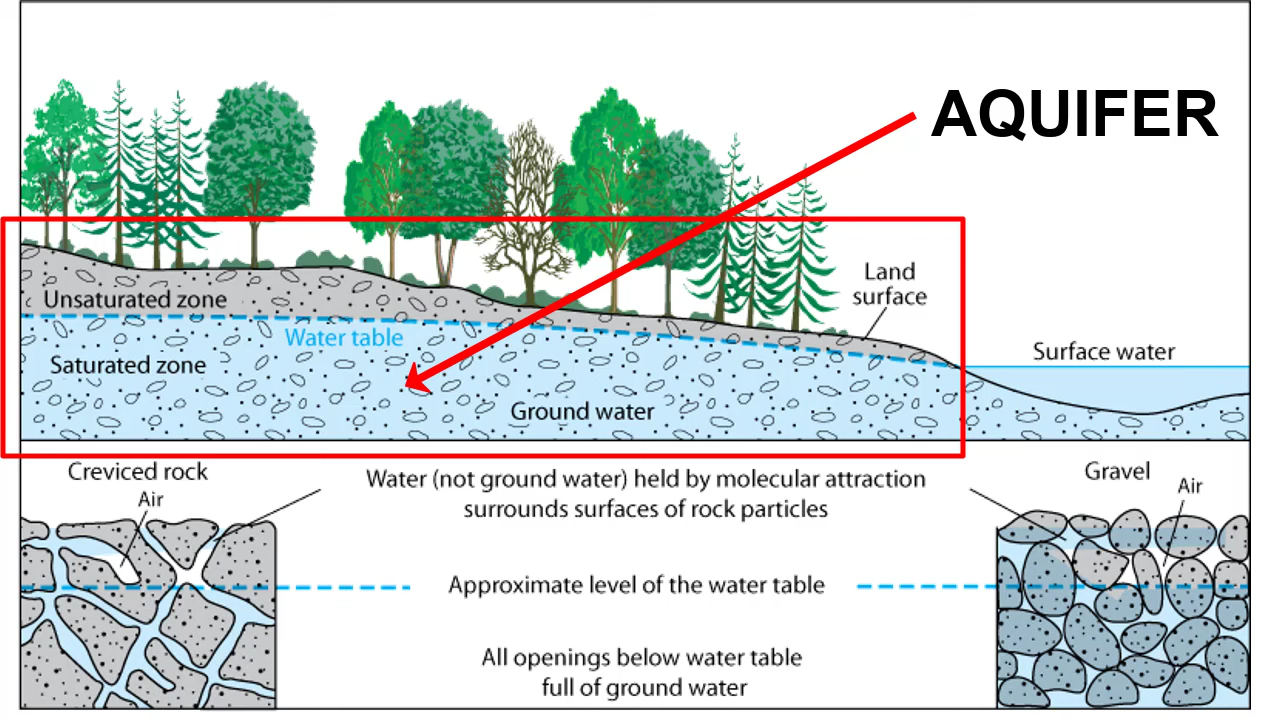 AQUIFER
Land
surface
Unsaturated zone
Water table
Surface water
Saturated zone
Ground water
Creviced rock
Air
Water (not ground water) held by molecular attraction
surrounds surfaces of rock particles
Gravel
Air
Approximate level of the water table
All openings below water table
full of ground water